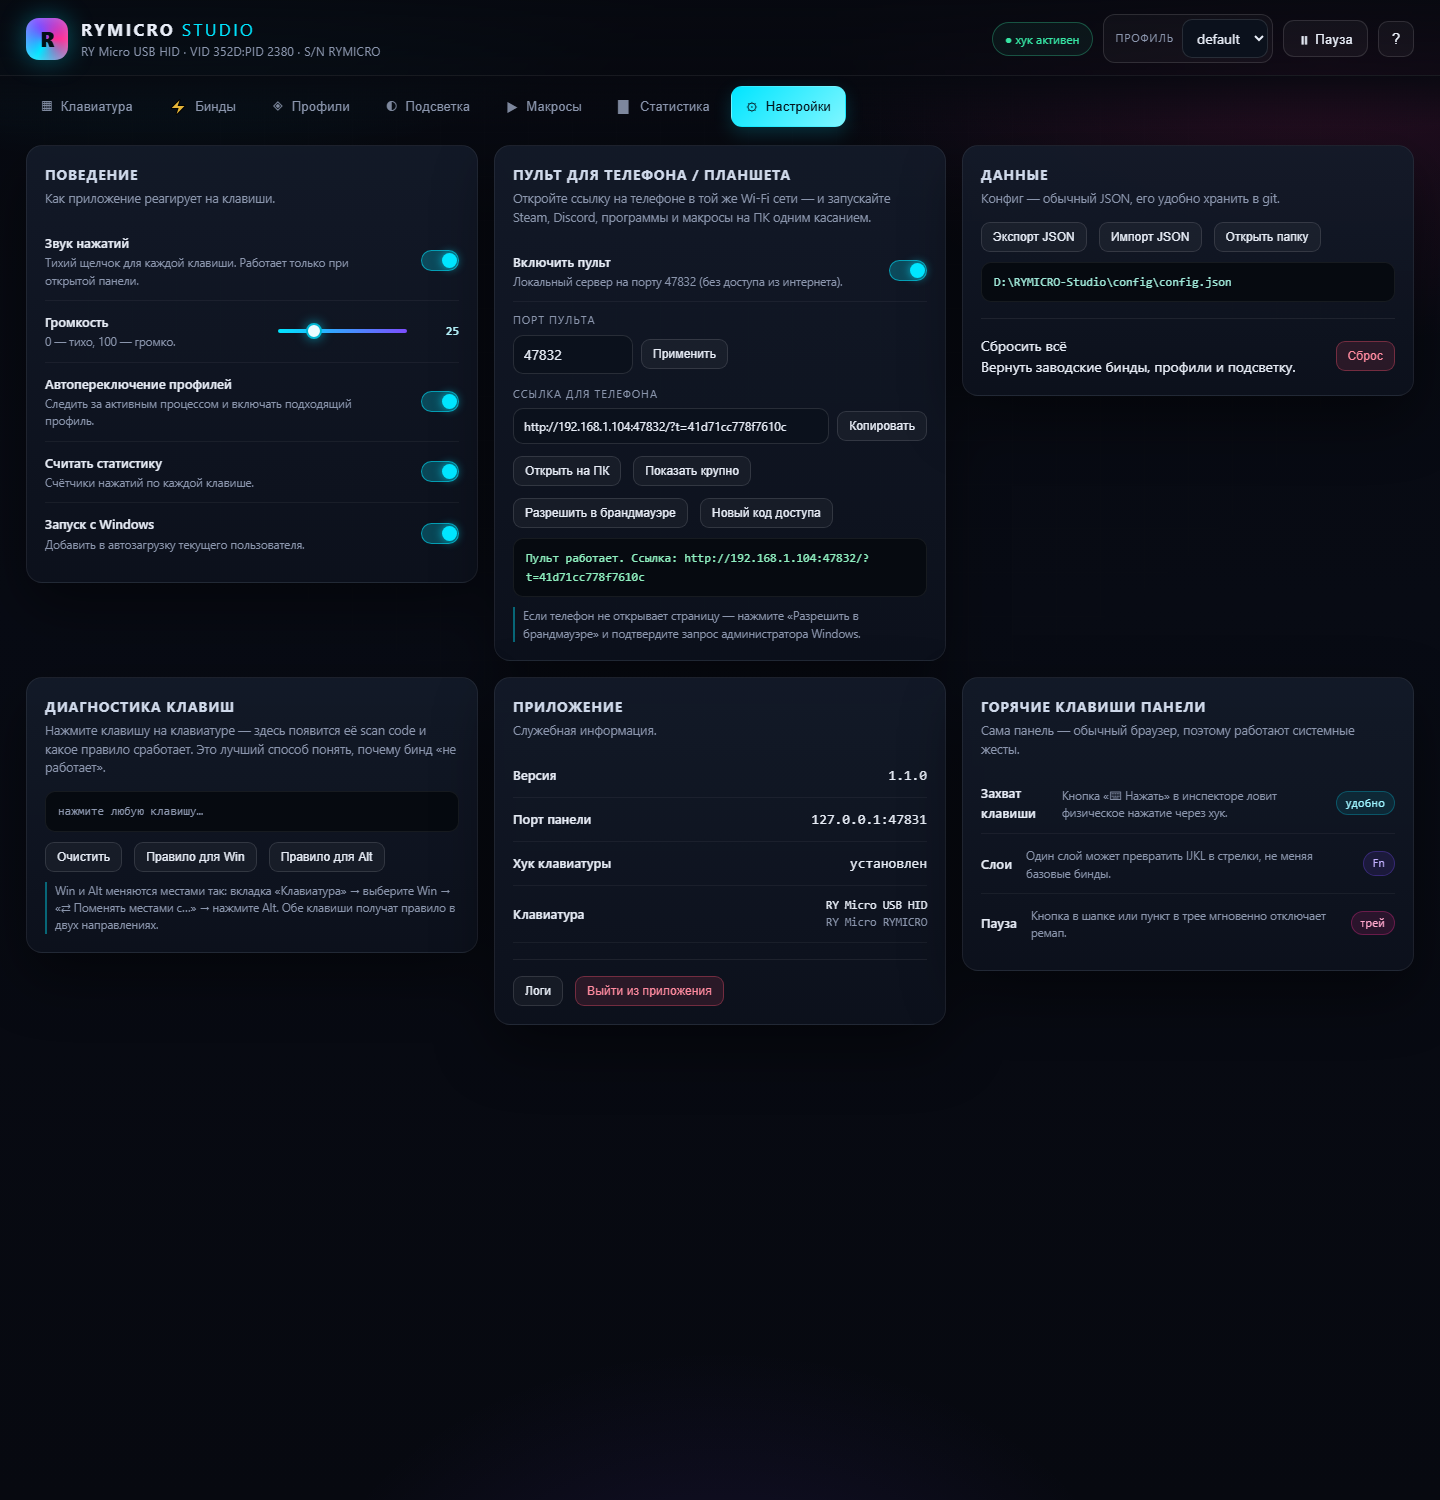 R
RYMICRO STUDIO
RY Micro USB HID · VID 352D:PID 2380 · S/N RYMICRO
● хук активен
ПРОФИЛЬ
default
⏸ Пауза
?
▦ Клавиатура
⚡ Бинды
◈ Профили
◐ Подсветка
▶ Макросы
█ Статистика
⊙ Настройки
ПОВЕДЕНИЕ
Как приложение реагирует на клавиши.
Звук нажатий
Тихий щелчок для каждой клавиши. Работает только при
открытой панели.
Громкость
0 — тихо, 100 — громко.
25
Автопереключение профилей
Следить за активным процессом и включать подходящий
профиль.
Считать статистику
Счётчики нажатий по каждой клавише.
Запуск с Windows
Добавить в автозагрузку текущего пользователя.
ПУЛЬТ ДЛЯ ТЕЛЕФОНА / ПЛАНШЕТА
Откройте ссылку на телефоне в той же Wi-Fi сети — и запускайте
Steam, Discord, программы и макросы на ПК одним касанием.
Включить пульт
Локальный сервер на порту 47832 (без доступа из интернета).
ПОРТ ПУЛЬТА
47832
Применить
ССЫЛКА ДЛЯ ТЕЛЕФОНА
http://192.168.1.104:47832/?t=41d71cc778f7610c
Копировать
Открыть на ПК
Показать крупно
Разрешить в брандмауэре
Новый код доступа
Пульт работает. Ссылка: http://192.168.1.104:47832/?
t=41d71cc778f7610c
Если телефон не открывает страницу — нажмите «Разрешить в
брандмауэре» и подтвердите запрос администратора Windows.
ДАННЫЕ
Конфиг — обычный JSON, его удобно хранить в git.
Экспорт JSON
Импорт JSON
Открыть папку
D:\RYMICRO-Studio\config\config.json
Сбросить всё
Вернуть заводские бинды, профили и подсветку.
Сброс
ДИАГНОСТИКА КЛАВИШ
Нажмите клавишу на клавиатуре — здесь появится её scan code и
какое правило сработает. Это лучший способ понять, почему бинд «не
работает».
нажмите любую клавишу…
Очистить
Правило для Win
Правило для Alt
Win и Alt меняются местами так: вкладка «Клавиатура» → выберите Win →
«⇄ Поменять местами с…» → нажмите Alt. Обе клавиши получат правило в
двух направлениях.
ПРИЛОЖЕНИЕ
Служебная информация.
Версия
1.1.0
Порт панели
127.0.0.1:47831
Хук клавиатуры
установлен
Клавиатура
RY Micro USB HID
RY Micro RYMICRO
Логи
Выйти из приложения
ГОРЯЧИЕ КЛАВИШИ ПАНЕЛИ
Сама панель — обычный браузер, поэтому работают системные
жесты.
Захват
клавиши
Кнопка «⌨ Нажать» в инспекторе ловит
физическое нажатие через хук.
удобно
Слои
Один слой может превратить IJKL в стрелки, не меняя
базовые бинды.
Fn
Пауза
Кнопка в шапке или пункт в трее мгновенно отключает
ремап.
трей